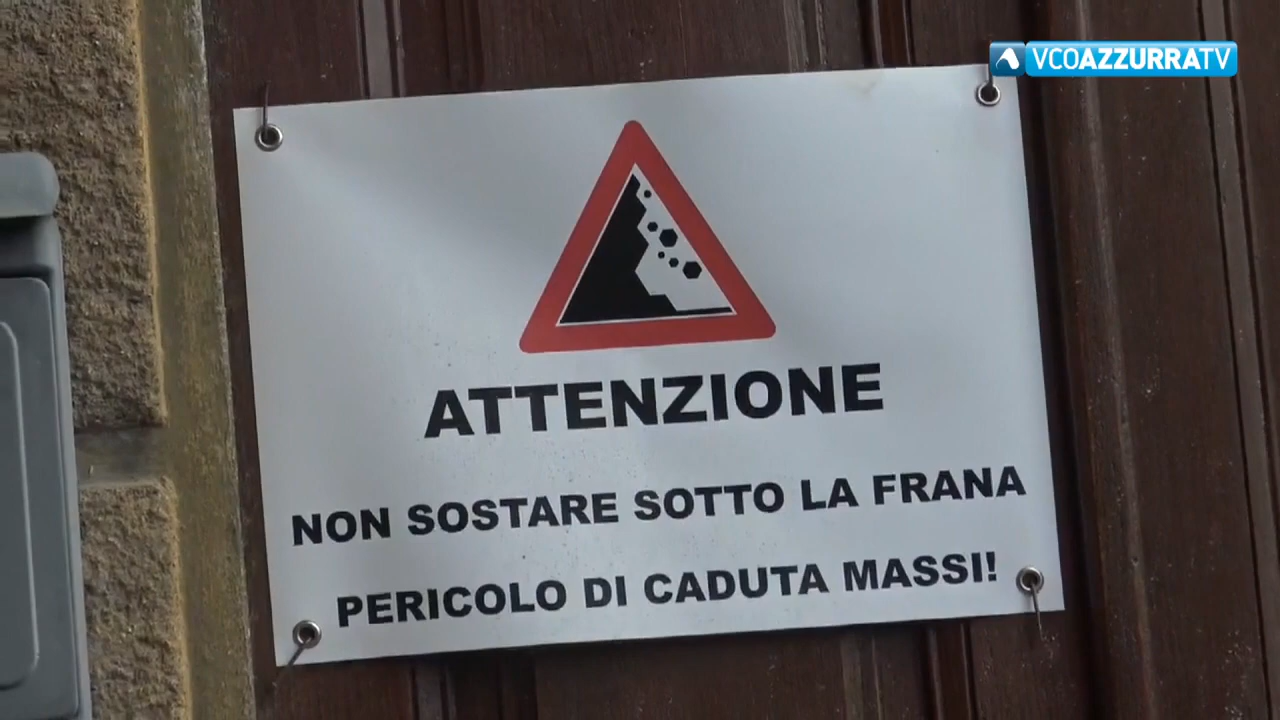 VCOAZZURRATV
ATTENZIONE
NON SOSTARE SOTTO LA FRANA
PERICOLO DI CADUTA MASSI!